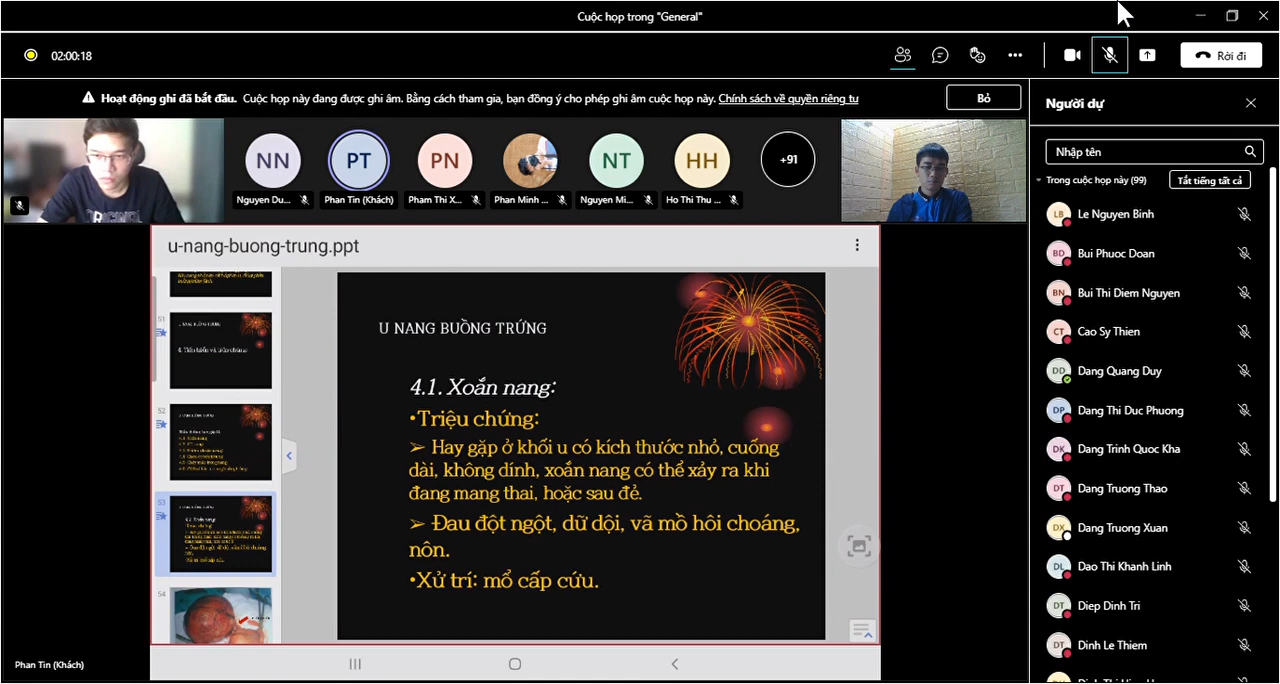 Cuộc họp trong "General"
02:00:18
Rời đi
Hoạt động ghi đã bắt đầu. Cuộc họp này đang được ghi âm. Bằng cách tham gia, bạn đồng ý cho phép ghi âm cuộc họp này. Chính sách về quyền riêng tư
Bỏ
NN
PT
PN
NT
HH
+91
Nguyen Du...
Phan Tin (Khách)
Pham Thi X...
Phan Minh ...
Nguyen Mi...
Ho Thi Thu ...
u-nang-buong-trung.ppt
51
52
53
54
U NANG BUỒNG TRỨNG
4.1. Xoắn nang:
•Triệu chứng:
➢ Hay gặp ở khối u có kích thước nhỏ, cuống
dài, không dính, xoắn nang có thể xảy ra khi
đang mang thai, hoặc sau đẻ.
➢ Đau đột ngột, dữ dội, vã mồ hôi choáng,
nôn.
•Xử trí: mổ cấp cứu.
Phan Tin (Khách)
Người dự
Nhập tên
Trong cuộc họp này (99)
Tắt tiếng tất cả
LB Le Nguyen Binh
BD Bui Phuoc Doan
BN Bui Thi Diem Nguyen
CT Cao Sy Thien
DD Dang Quang Duy
DP Dang Thi Duc Phuong
DK Dang Trinh Quoc Kha
DT Dang Truong Thao
DX Dang Truong Xuan
DL Dao Thi Khanh Linh
DT Diep Dinh Tri
DT Dinh Le Thiem